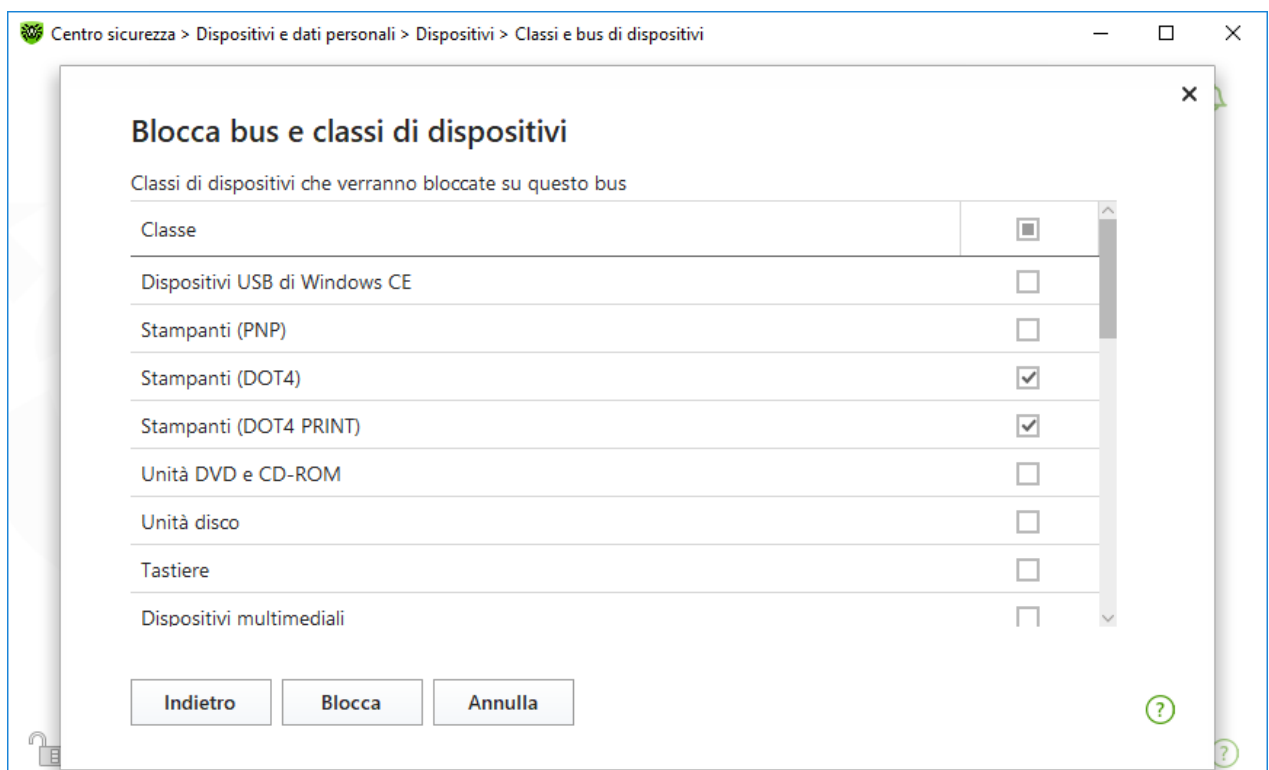 Centro sicurezza > Dispositivi e dati personali > Dispositivi > Classi e bus di dispositivi
Blocca bus e classi di dispositivi
Classi di dispositivi che verranno bloccate su questo bus
Classe
Dispositivi USB di Windows CE
Stampanti (PNP)
Stampanti (DOT4)
Stampanti (DOT4 PRINT)
Unità DVD e CD-ROM
Unità disco
Tastiere
Dispositivi multimediali
Indietro
Blocca
Annulla
?
?